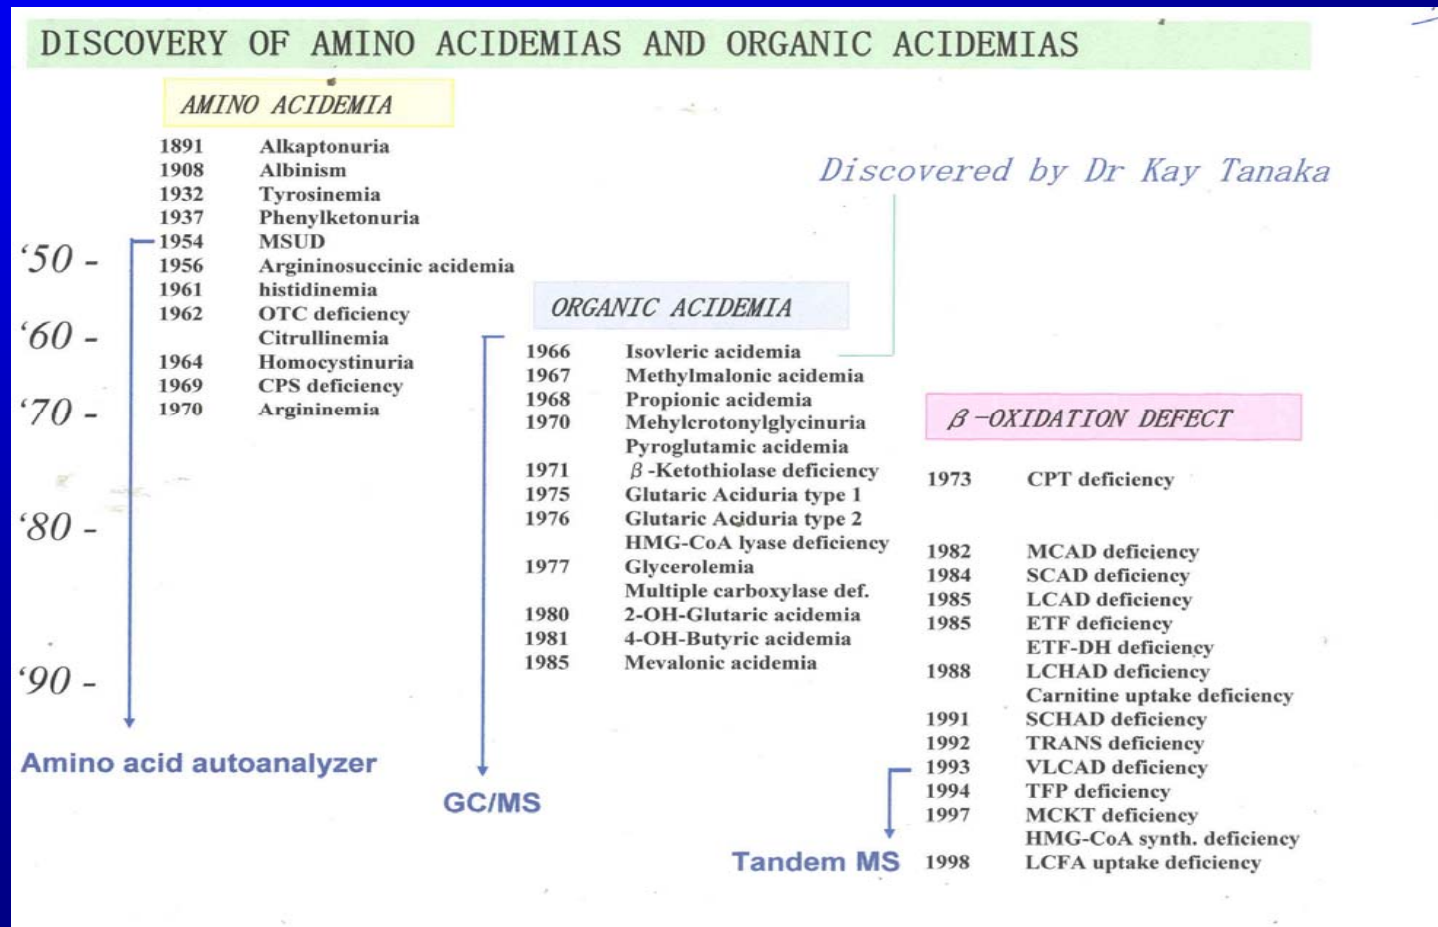 DISCOVERY OF AMINO ACIDEMIAS AND ORGANIC ACIDEMIAS
AMINO ACIDEMIA
1891 Alkaptonuria
1908 Albinism
1932 Tyrosinemia
1937 Phenylketonuria
1954 MSUD
1956 Argininosuccinic acidemia
1961 histidinemia
1962 OTC deficiency
Citrullinemia
1964 Homocystinuria
1969 CPS deficiency
1970 Argininemia
‘50 -
‘60 -
‘70 -
‘80 -
‘90 -
Amino acid autoanalyzer
Discovered by Dr Kay Tanaka
ORGANIC ACIDEMIA
1966 Isovleric acidemia
1967 Methylmalonic acidemia
1968 Propionic acidemia
1970 Mehylcrotonylglycinuria
Pyroglutamic acidemia
1971 β-Ketothiolase deficiency
1975 Glutaric Aciduria type 1
1976 Glutaric Aciduria type 2
HMG-CoA lyase deficiency
1977 Glycerolemia
Multiple carboxylase def.
1980 2-OH-Glutaric acidemia
1981 4-OH-Butyric acidemia
1985 Mevalonic acidemia
GC/MS
β-OXIDATION DEFECT
1973 CPT deficiency
1982 MCAD deficiency
1984 SCAD deficiency
1985 LCAD deficiency
1985 ETF deficiency
ETF-DH deficiency
1988 LCHAD deficiency
Carnitine uptake deficiency
1991 SCHAD deficiency
1992 TRANS deficiency
1993 VLCAD deficiency
1994 TFP deficiency
1997 MCKT deficiency
HMG-CoA synth. deficiency
1998 LCFA uptake deficiency
Tandem MS